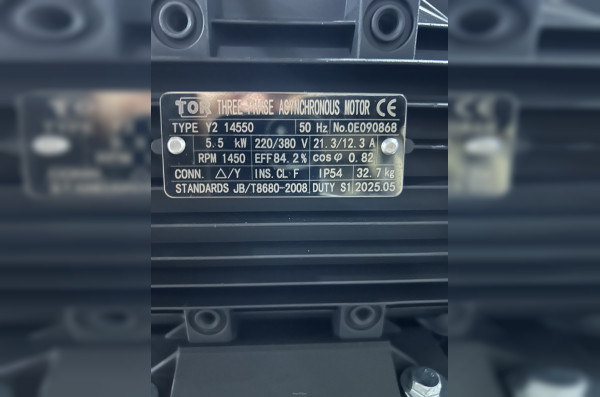 TOR THREE-PHASE ASYNCHRONOUS MOTOR CE
TYPE Y2 14550 50 Hz No.0E090868
5.5 kW 220/380 V 21.3/12.3 A
RPM 1450 EFF 84.2% cosφ 0.82
CONN. △/Y INS.CL F IP54 32.7 kg
STANDARDS JB/T8680-2008 DUTY S1 2025.05